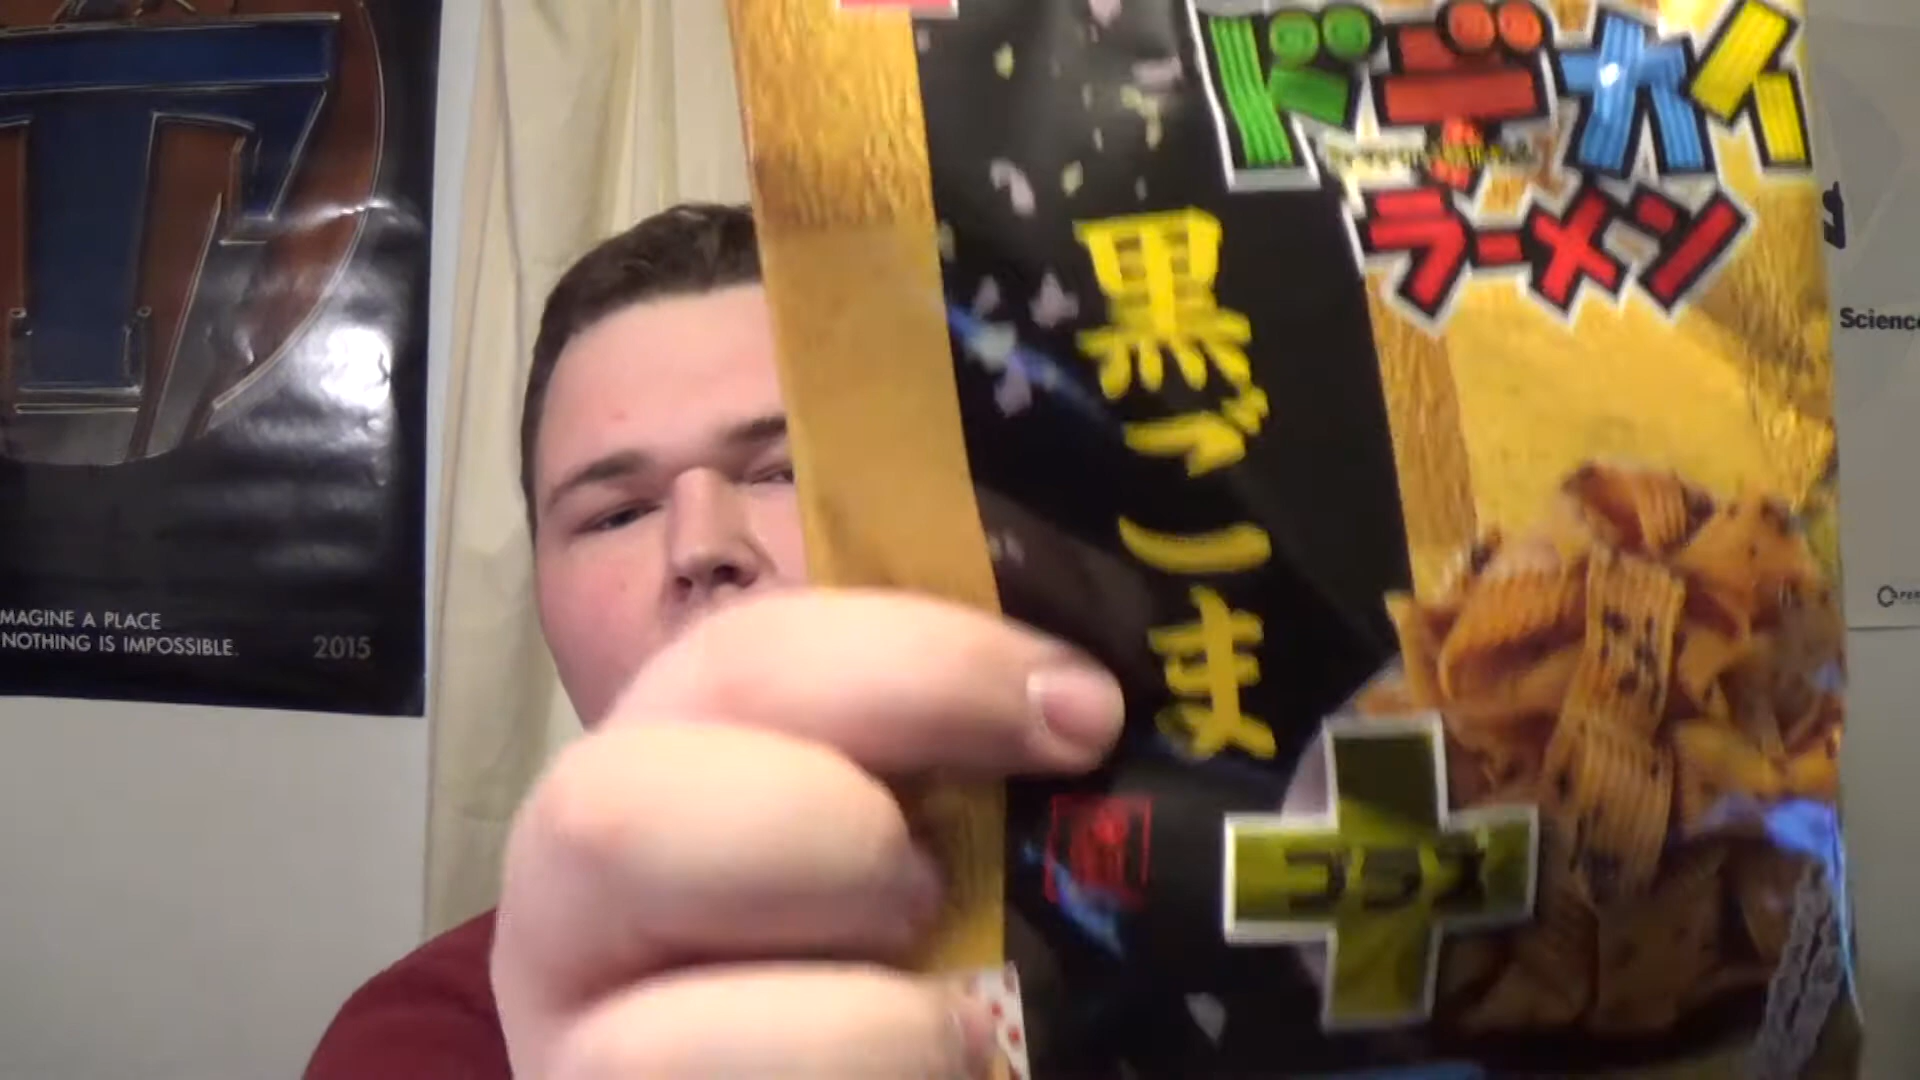 ドデカイ
ラーメン
黒ごま
プラス
IMAGINE A PLACE
NOTHING IS IMPOSSIBLE.
2015
Science